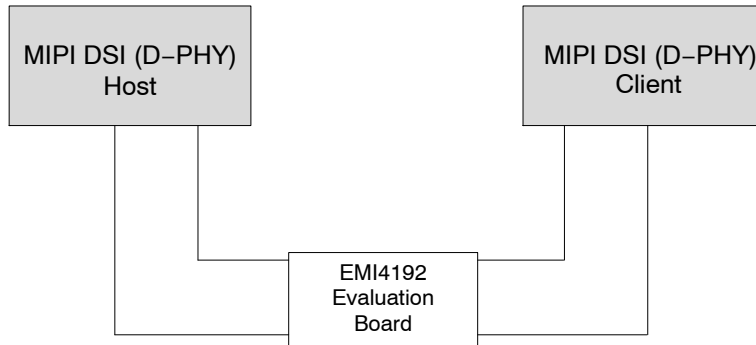 MIPI DSI (D−PHY)
Host
MIPI DSI (D−PHY)
Client
EMI4192
Evaluation
Board